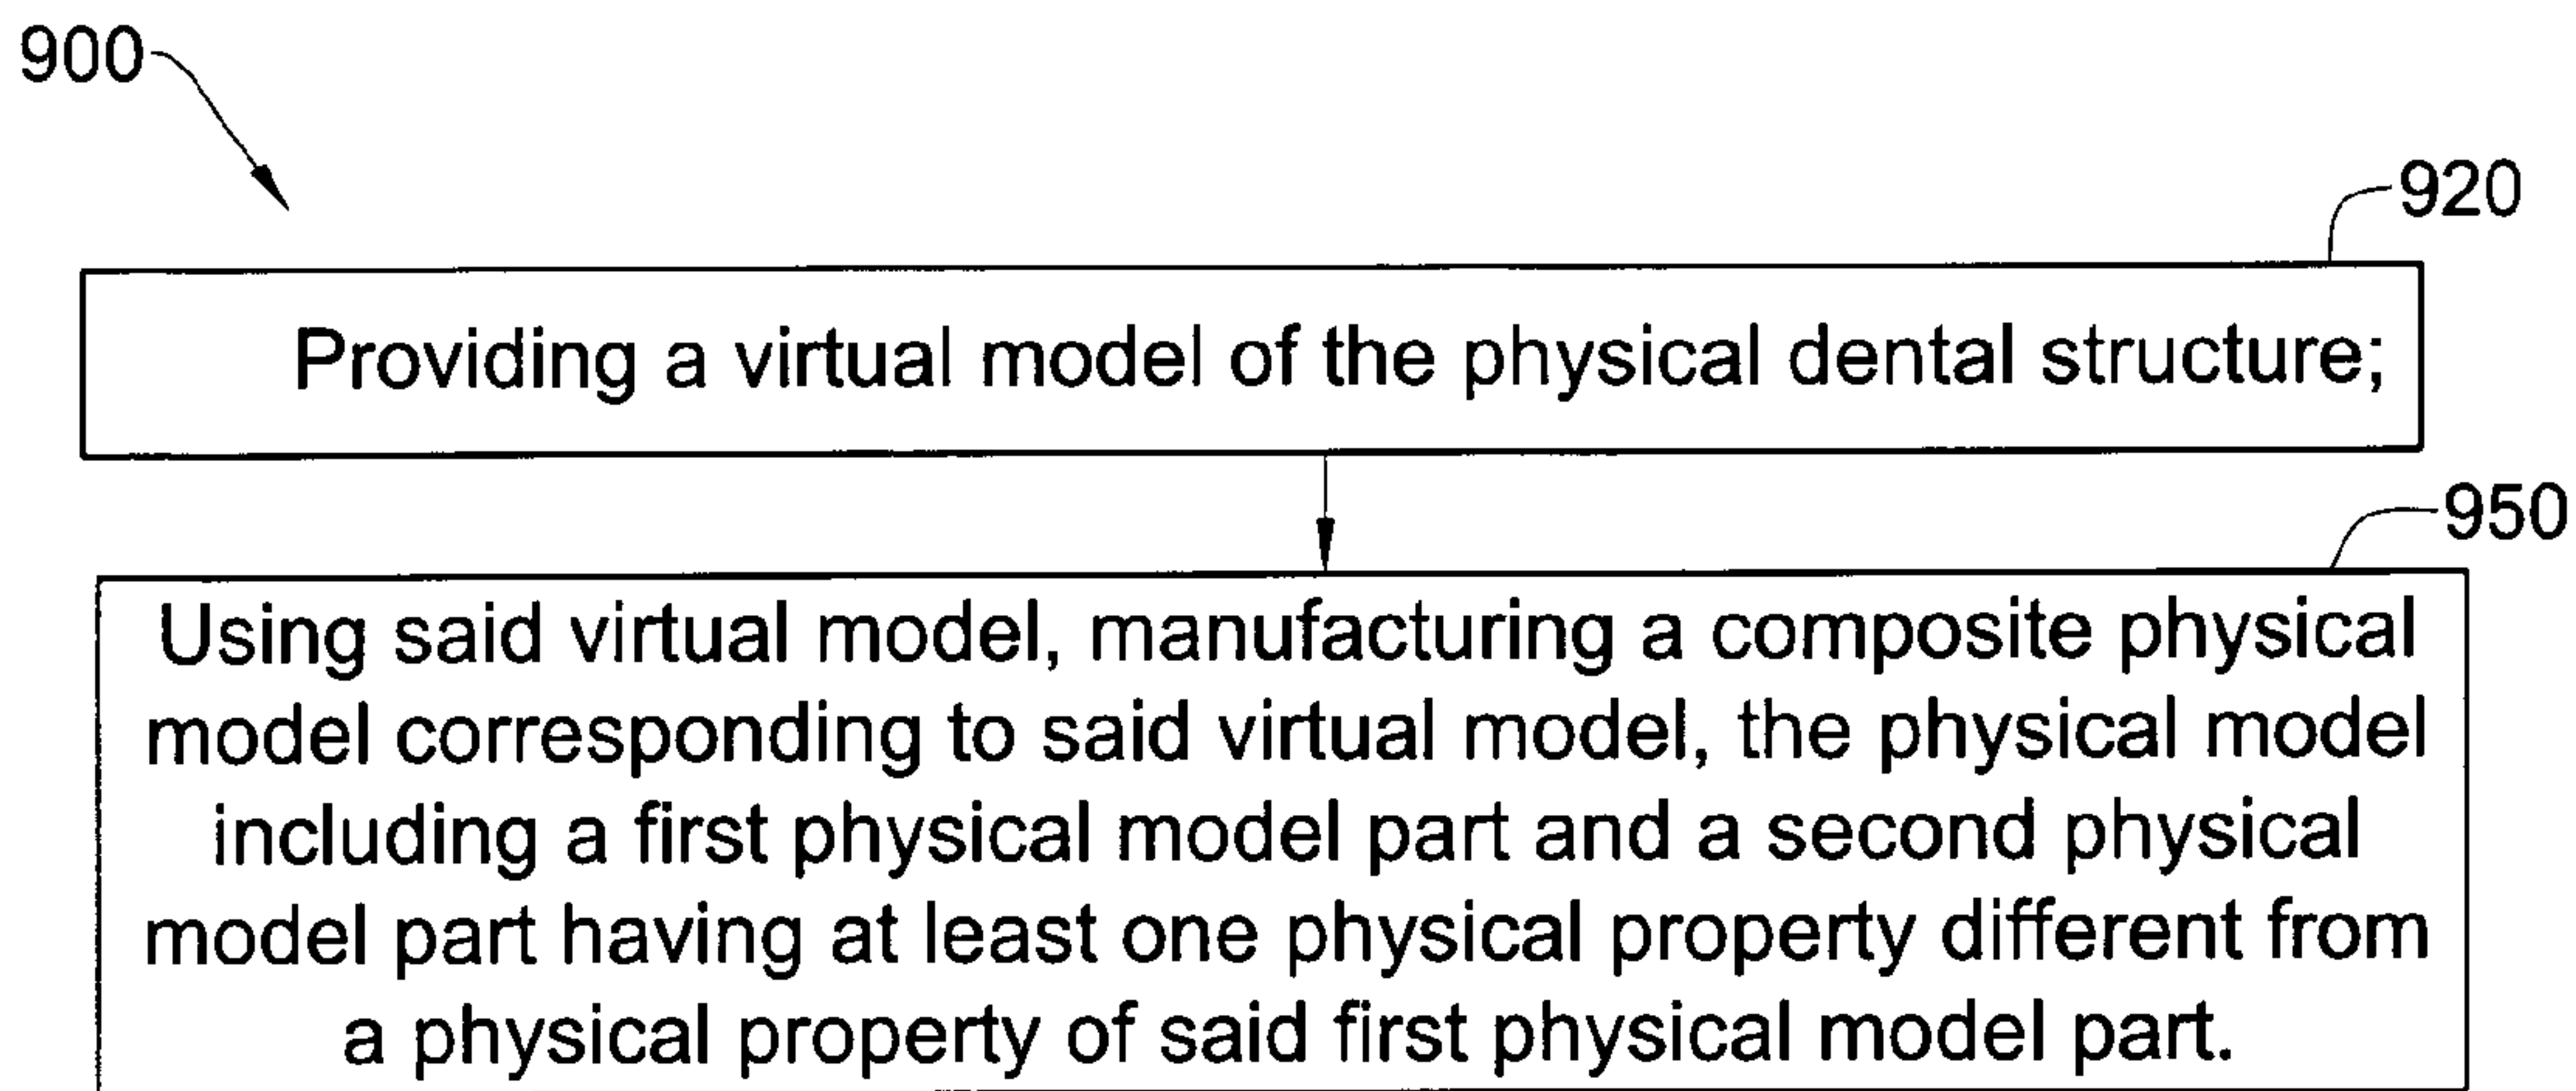 900
920
Providing a virtual model of the physical dental structure;
950
Using said virtual model, manufacturing a composite physical
model corresponding to said virtual model, the physical model
including a first physical model part and a second physical
model part having at least one physical property different from
a physical property of said first physical model part.